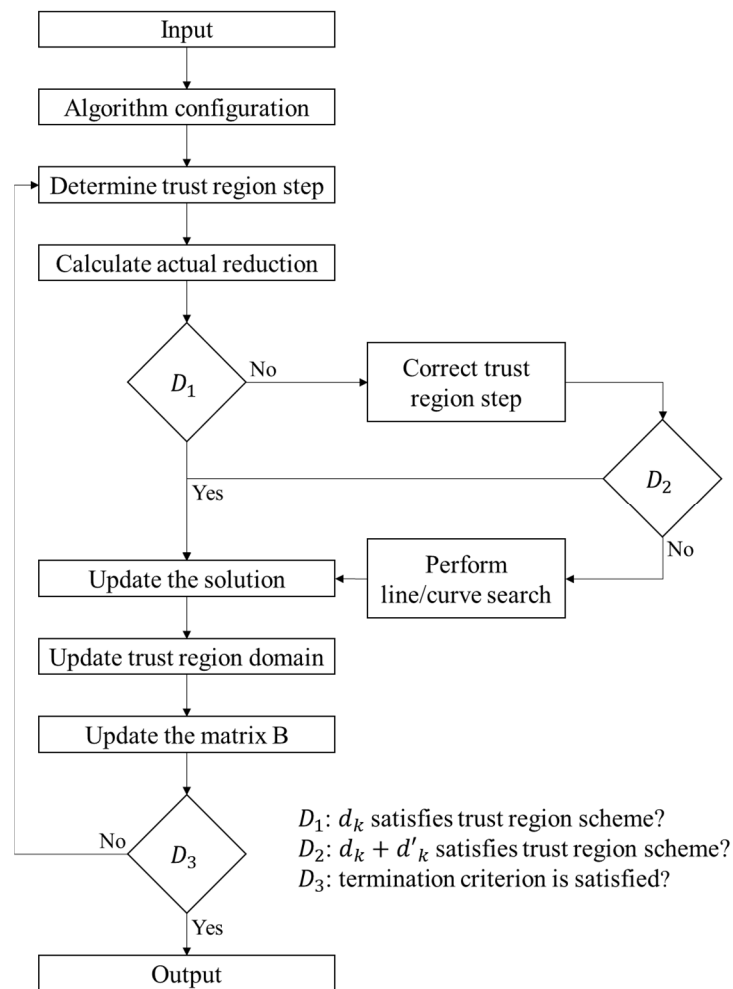 Input
Algorithm configuration
Determine trust region step
Calculate actual reduction
D₁
No
Correct trust
region step
Yes
D₂
No
Perform
line/curve search
Update the solution
Update trust region domain
Update the matrix B
D₃
No
Yes
D₁: dₖ satisfies trust region scheme?
D₂: dₖ + d'ₖ satisfies trust region scheme?
D₃: termination criterion is satisfied?
Output